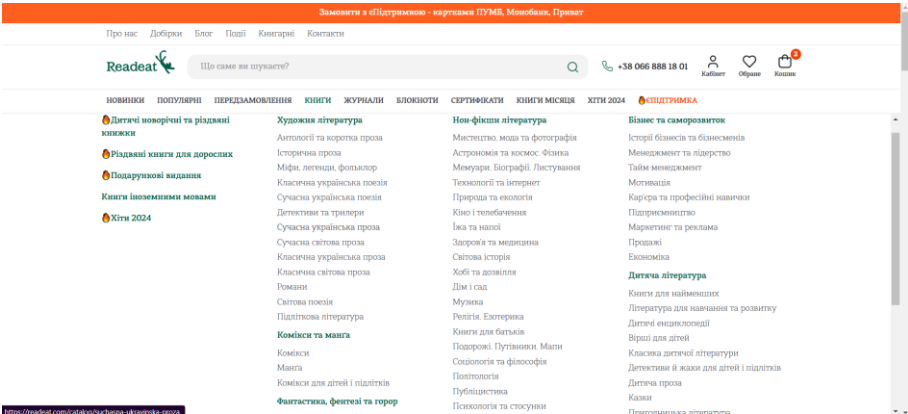 Замовити з єПідтримкою - картками ПУМБ, Монобанк, Приват
Про нас Добірки Блог Події Книгарні Контакти
Readeat
Що саме ви шукаєте?
+38 066 888 18 01
Кабінет Обране Кошик
2
НОВИНКИ ПОПУЛЯРНІ ПЕРЕДЗАМОВЛЕННЯ КНИГИ ЖУРНАЛИ БЛОКНОТИ СЕРТИФІКАТИ КНИГИ МІСЯЦЯ ХІТИ 2024 ЄПІДТРИМКА
Дитячі новорічні та різдвяні
книжки
Різдвяні книги для дорослих
Подарункові видання
Книги іноземними мовами
Хіти 2024
Художня література
Антології та коротка проза
Історична проза
Міфи, легенди, фольклор
Класична українська поезія
Сучасна українська поезія
Детективи та трилери
Сучасна українська проза
Сучасна світова проза
Класична українська проза
Класична світова проза
Романи
Світова поезія
Підліткова література
Комікси та манґа
Комікси
Манґа
Комікси для дітей і підлітків
Фантастика, фентезі та горор
Нон-фікшн література
Мистецтво, мода та фотографія
Астрономія та космос. Фізика
Мемуари. Біографії. Листування
Технології та інтернет
Природа та екологія
Кіно і телебачення
Їжа та напої
Здоров'я та медицина
Світова історія
Хобі та дозвілля
Дім і сад
Музика
Релігія. Езотерика
Книги для батьків
Подорожі. Путівники. Мапи
Соціологія та філософія
Політологія
Публіцистика
Психологія та стосунки
Бізнес та саморозвиток
Історії бізнесів та бізнесменів
Менеджмент та лідерство
Тайм-менеджмент
Мотивація
Кар'єра та професійні навички
Підприємництво
Маркетинг та реклама
Продажі
Економіка
Дитяча література
Книги для найменших
Література для навчання та розвитку
Дитячі енциклопедії
Вірші для дітей
Класика дитячої літератури
Детективи й жахи для дітей і підлітків
Дитяча проза
Казки
Пригодницька література
https://readeat.com/catalog/suchasna-ukrayinska-proza